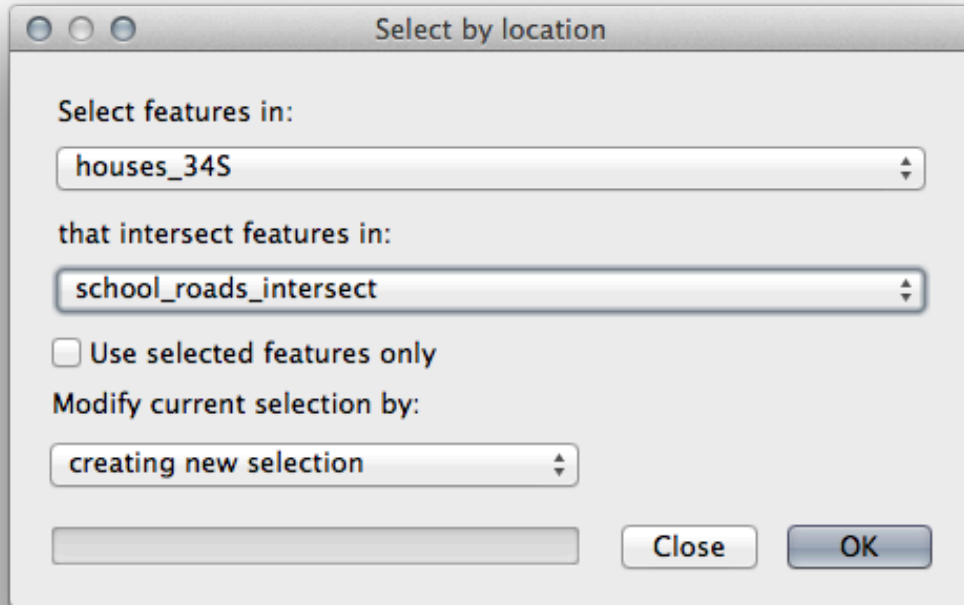 Select by location
Select features in:
houses_34S
that intersect features in:
school_roads_intersect
Use selected features only
Modify current selection by:
creating new selection
Close OK